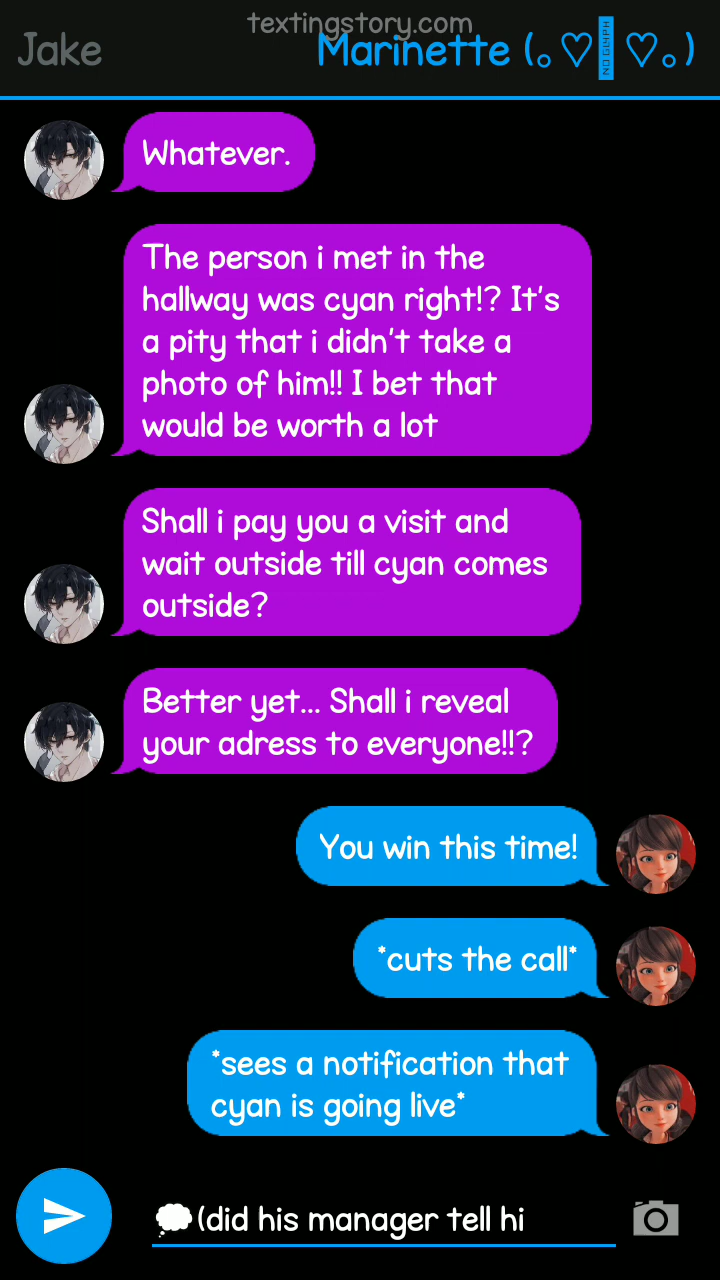 textingstory.com
Jake
Marinette (｡♡NO GLYPH♡｡)
Whatever.
The person i met in the
hallway was cyan right!? It's
a pity that i didn't take a
photo of him!! I bet that
would be worth a lot
Shall i pay you a visit and
wait outside till cyan comes
outside?
Better yet... Shall i reveal
your adress to everyone!!?
You win this time!
*cuts the call*
*sees a notification that
cyan is going live*
💭(did his manager tell hi